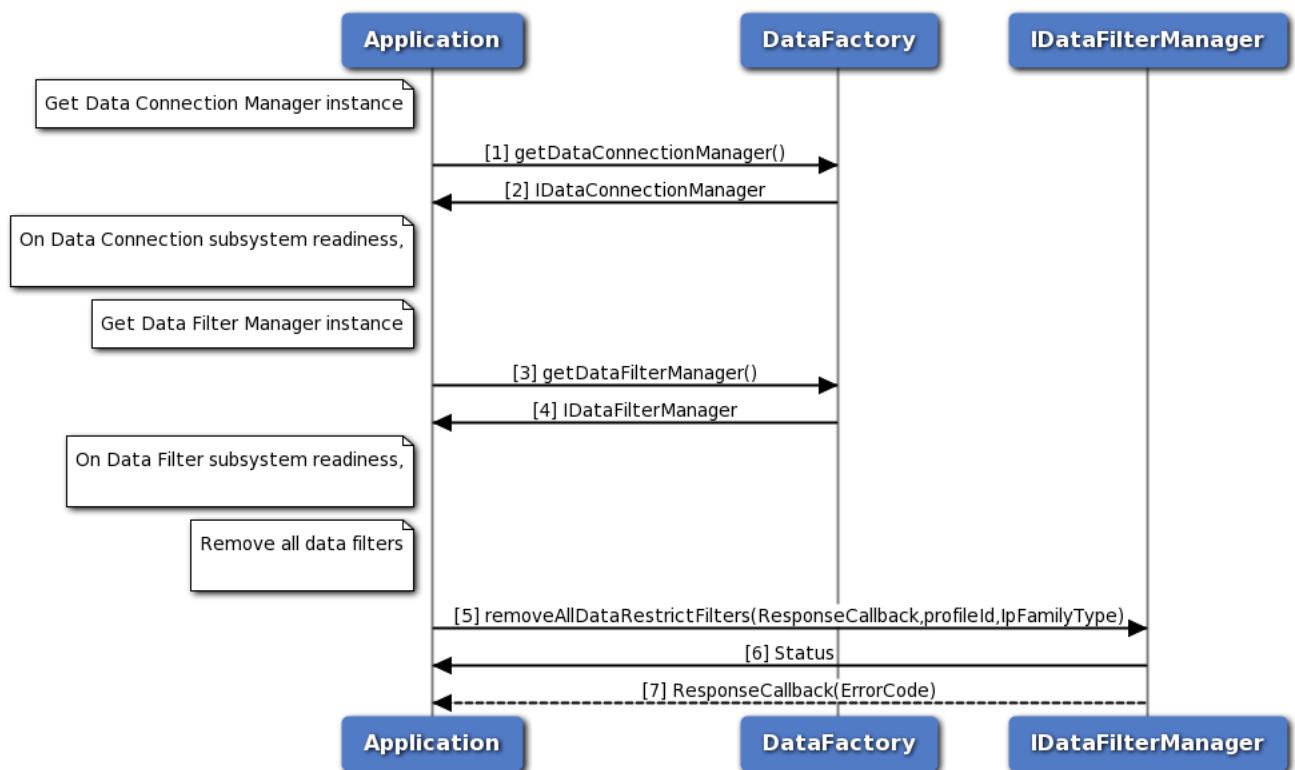 Application
DataFactory
IDataFilterManager
Get Data Connection Manager instance
[1] getDataConnectionManager()
[2] IDataConnectionManager
On Data Connection subsystem readiness,
Get Data Filter Manager instance
[3] getDataFilterManager()
[4] IDataFilterManager
On Data Filter subsystem readiness,
Remove all data filters
[5] removeAllDataRestrictFilters(ResponseCallback,profileId,IpFamilyType)
[6] Status
[7] ResponseCallback(ErrorCode)
Application
DataFactory
IDataFilterManager